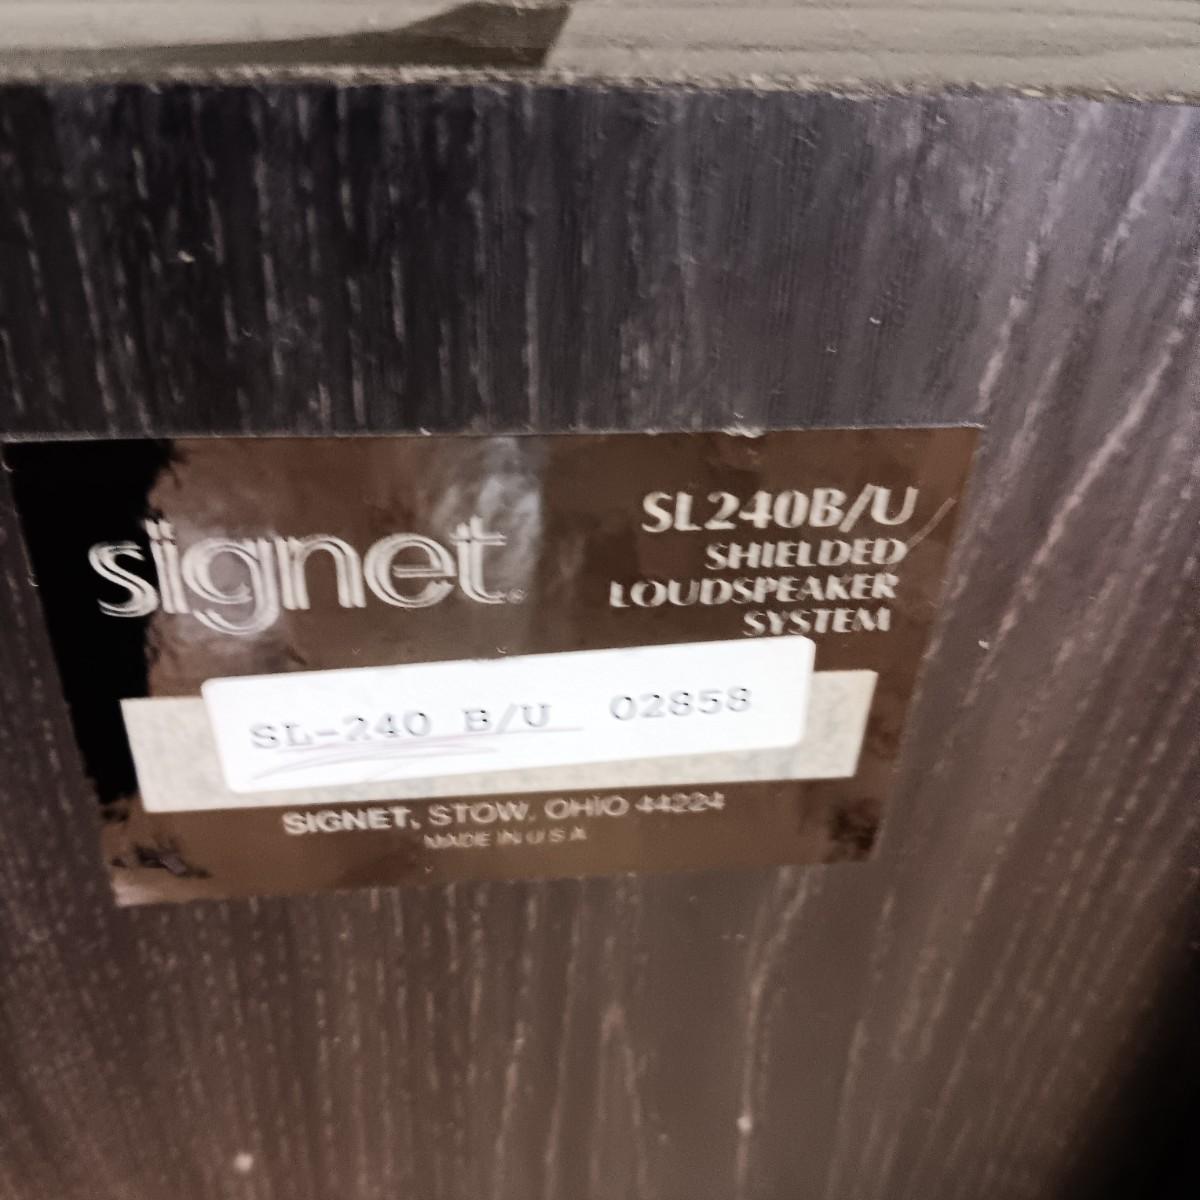 signet®
SL240B/U
SHIELDED
LOUDSPEAKER
SYSTEM
SL-240 B/U 02858
SIGNET, STOW, OHIO 44224
MADE IN U S A